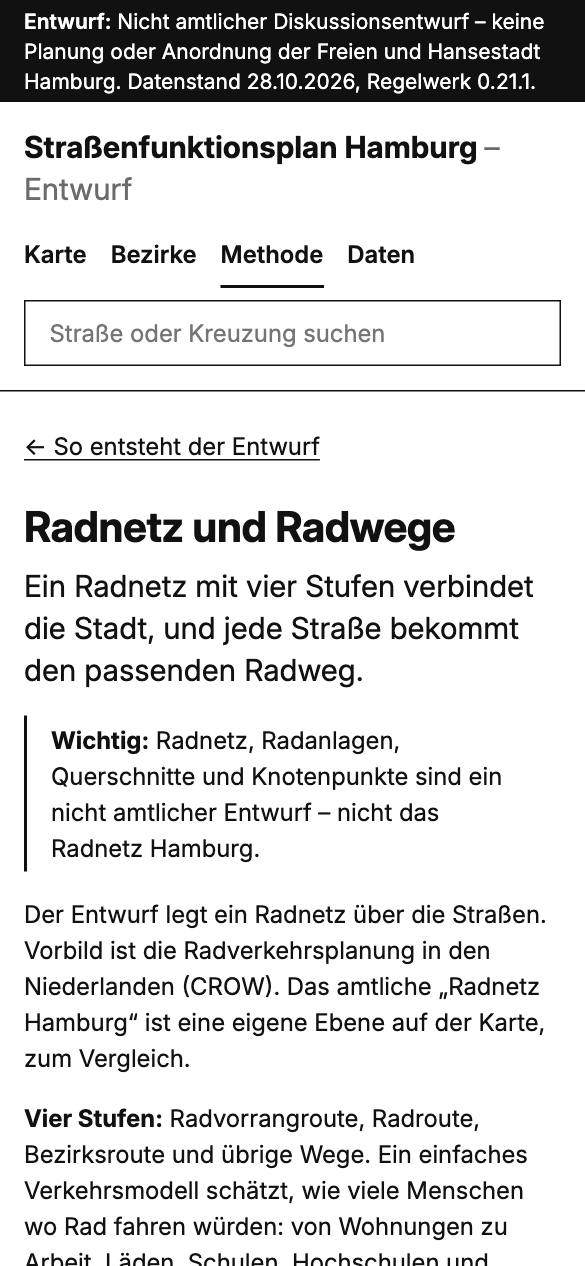 Entwurf: Nicht amtlicher Diskussionsentwurf – keine
Planung oder Anordnung der Freien und Hansestadt
Hamburg. Datenstand 28.10.2026, Regelwerk 0.21.1.
Straßenfunktionsplan Hamburg –
Entwurf
Karte Bezirke Methode Daten
Straße oder Kreuzung suchen
← So entsteht der Entwurf
Radnetz und Radwege
Ein Radnetz mit vier Stufen verbindet
die Stadt, und jede Straße bekommt
den passenden Radweg.
Wichtig: Radnetz, Radanlagen,
Querschnitte und Knotenpunkte sind ein
nicht amtlicher Entwurf – nicht das
Radnetz Hamburg.
Der Entwurf legt ein Radnetz über die Straßen.
Vorbild ist die Radverkehrsplanung in den
Niederlanden (CROW). Das amtliche „Radnetz
Hamburg“ ist eine eigene Ebene auf der Karte,
zum Vergleich.
Vier Stufen: Radvorrangroute, Radroute,
Bezirksroute und übrige Wege. Ein einfaches
Verkehrsmodell schätzt, wie viele Menschen
wo Rad fahren würden: von Wohnungen zu
Arbeit, Läden, Schulen, Hochschulen und